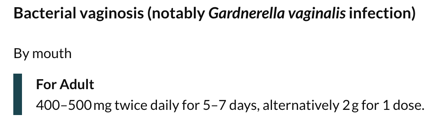 Bacterial vaginosis (notably Gardnerella vaginalis infection)
By mouth
For Adult
400–500 mg twice daily for 5–7 days, alternatively 2 g for 1 dose.